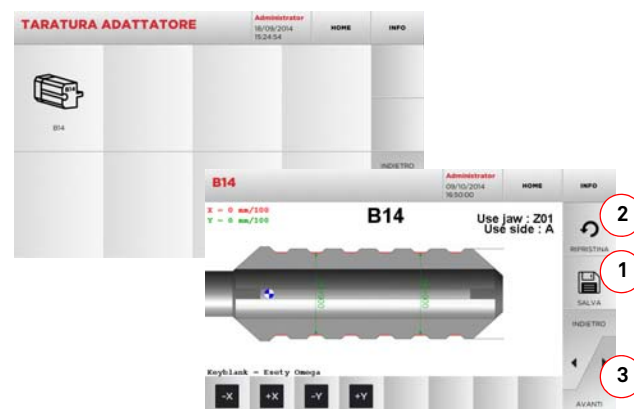 TARATURA ADATTATORE
Administrator
18/09/2014
15:24:54
HOME
INFO
B14
B14
INDIETRO
B14
Administrator
09/10/2014
16:50:00
HOME
INFO
X = 0 mm/100
Y = 0 mm/100
B14
Use jaw : Z01
Use side : A
2
RIPRISTINA
1
SALVA
INDIETRO
Keyblank = Esety Omega
3
-X +X -Y +Y
AVANTI